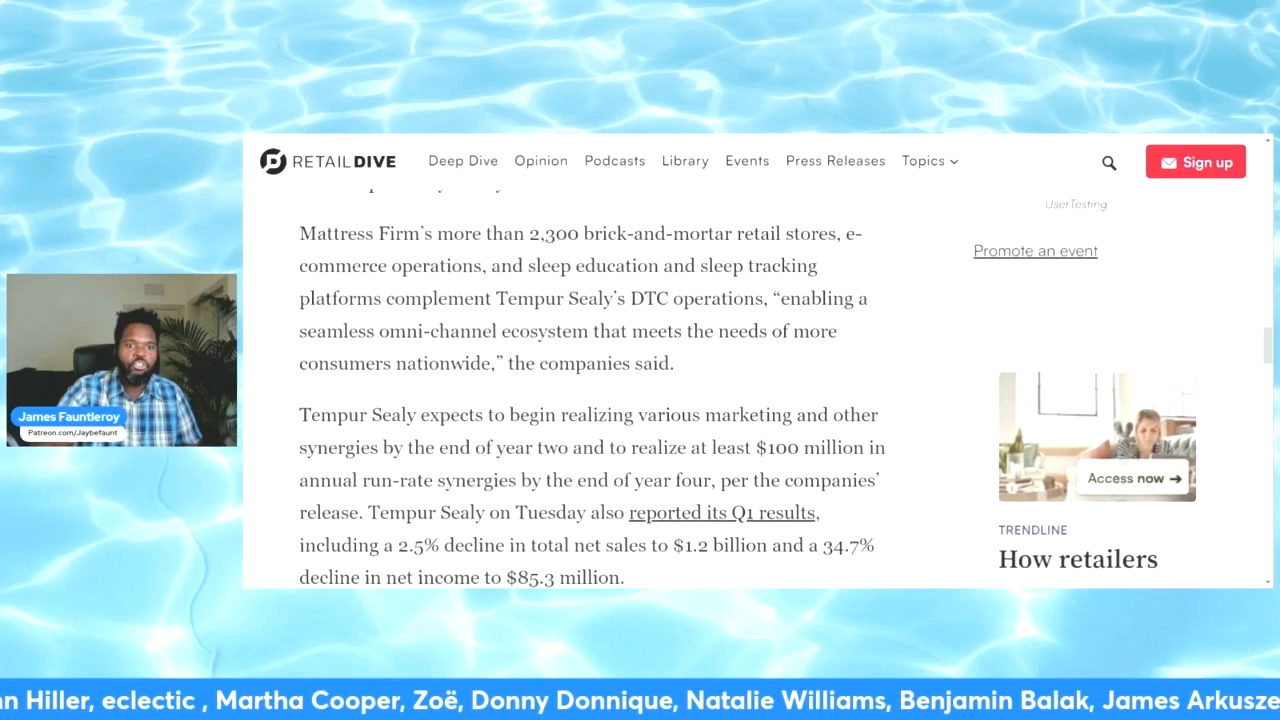 RETAILDIVE
Deep Dive Opinion Podcasts Library Events Press Releases Topics
Sign up
Mattress Firm’s more than 2,300 brick-and-mortar retail stores, e-
commerce operations, and sleep education and sleep tracking
platforms complement Tempur Sealy’s DTC operations, “enabling a
seamless omni-channel ecosystem that meets the needs of more
consumers nationwide,” the companies said.
Tempur Sealy expects to begin realizing various marketing and other
synergies by the end of year two and to realize at least $100 million in
annual run-rate synergies by the end of year four, per the companies’
release. Tempur Sealy on Tuesday also reported its Q1 results,
including a 2.5% decline in total net sales to $1.2 billion and a 34.7%
decline in net income to $85.3 million.
UserTesting
Promote an event
Access now →
TRENDLINE
How retailers
James Fauntleroy
Patreon.com/Jaybefaunt
nn Hiller, eclectic , Martha Cooper, Zoë, Donny Donnique, Natalie Williams, Benjamin Balak, James Arkusze